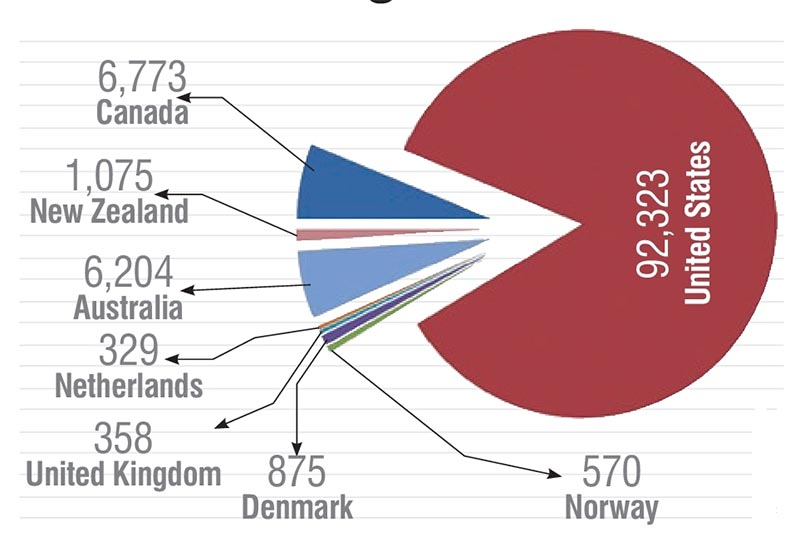 6,773
Canada
1,075
New Zealand
6,204
Australia
329
Netherlands
358
United Kingdom
875
Denmark
570
Norway
92,323
United States